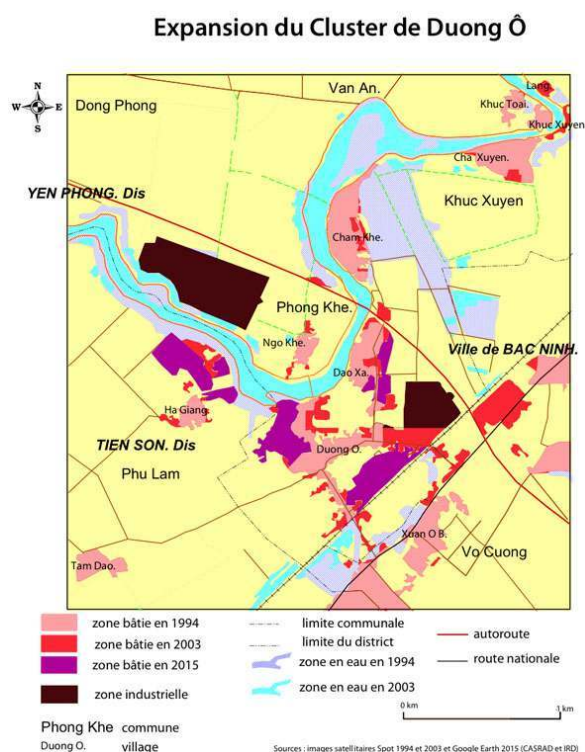 Expansion du Cluster de Duong Ô
N
W E
S
Dong Phong
Van An.
Lang.
Khuc Toai.
Khuc Xuyen
Cha Xuyen.
YEN PHONG. Dis
Khuc Xuyen
Cham Khe.
Phong Khe.
Ngo Khe.
Ville de BAC NINH.
Dao Xa.
Ha Giang.
TIEN SON. Dis
Duong O.
Phu Lam
Xuan O B.
Vo Cuong
Tam Dao.
zone bâtie en 1994
limite communale
autoroute
zone bâtie en 2003
limite du district
route nationale
zone bâtie en 2015
zone en eau en 1994
zone industrielle
zone en eau en 2003
Phong Khe commune
0 km 1 km
Duong O. village
Sources : images satellitaires Spot 1994 et 2003 et Google Earth 2015 (CASRAD et IRD)